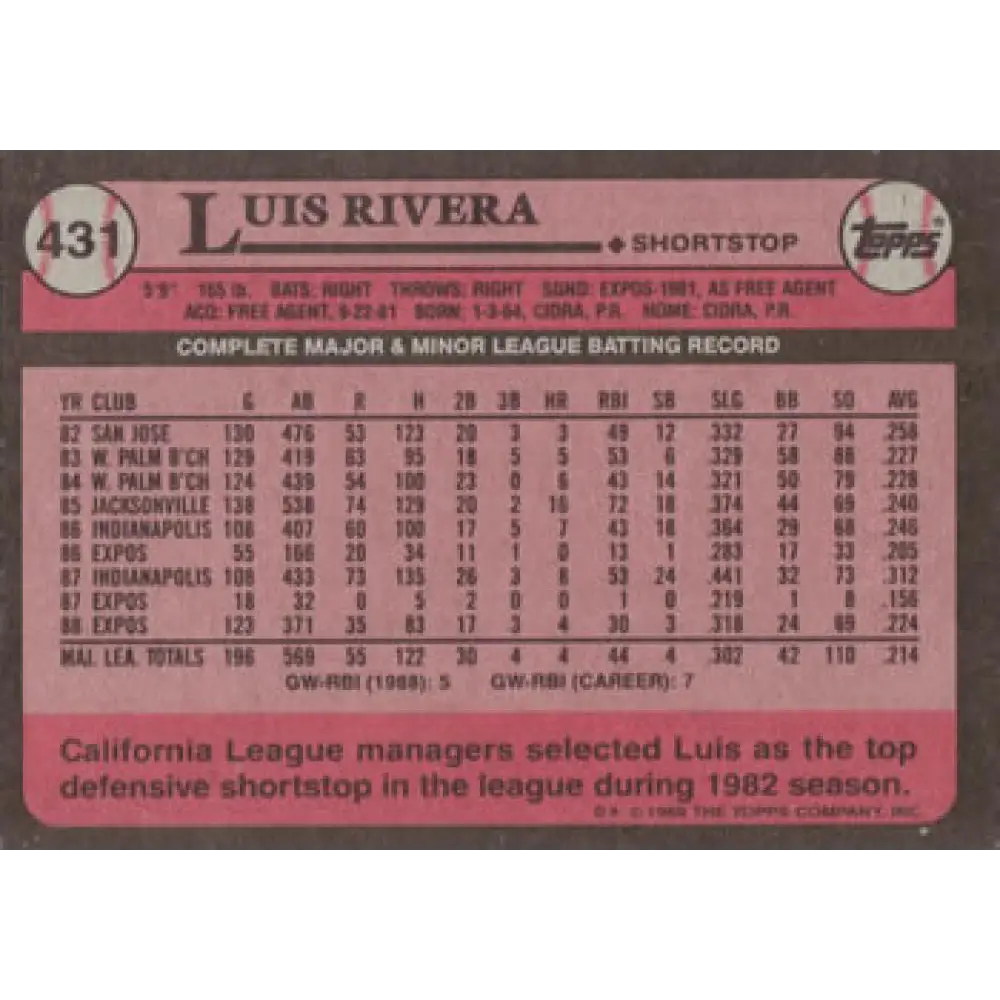 431 LUIS RIVERA
SHORTSTOP
topps®
5'9" 165 lb. BATS: RIGHT THROWS: RIGHT SGND: EXPOS-1981, AS FREE AGENT
ACQ: FREE AGENT, 9-22-81 BORN: 1-3-64, CIDRA, P.R. HOME: CIDRA, P.R.
COMPLETE MAJOR & MINOR LEAGUE BATTING RECORD
YR CLUB G AB R H 2B 3B HR RBI SB SLG BB SO AVG
82 SAN JOSE 130 476 53 123 20 3 3 49 12 .332 27 84 .258
83 W. PALM B'CH 129 419 63 95 18 5 5 53 6 .329 58 88 .227
84 W. PALM B'CH 124 439 54 100 23 0 6 43 14 .321 50 79 .228
85 JACKSONVILLE 138 538 74 129 20 2 16 72 18 .374 44 69 .240
86 INDIANAPOLIS 108 407 60 100 17 5 7 43 18 .364 29 68 .246
86 EXPOS 55 166 20 34 11 1 0 13 1 .283 17 33 .205
87 INDIANAPOLIS 108 433 73 135 26 3 8 53 24 .441 32 73 .312
87 EXPOS 18 32 0 5 2 0 0 1 0 .219 1 8 .156
88 EXPOS 123 371 35 83 17 3 4 30 3 .318 24 69 .224
MAJ. LEA. TOTALS 196 569 55 122 30 4 4 44 4 .302 42 110 .214
GW-RBI (1988): 5 GW-RBI (CAREER): 7
California League managers selected Luis as the top
defensive shortstop in the league during 1982 season.
THE TOPPS COMPANY, INC.